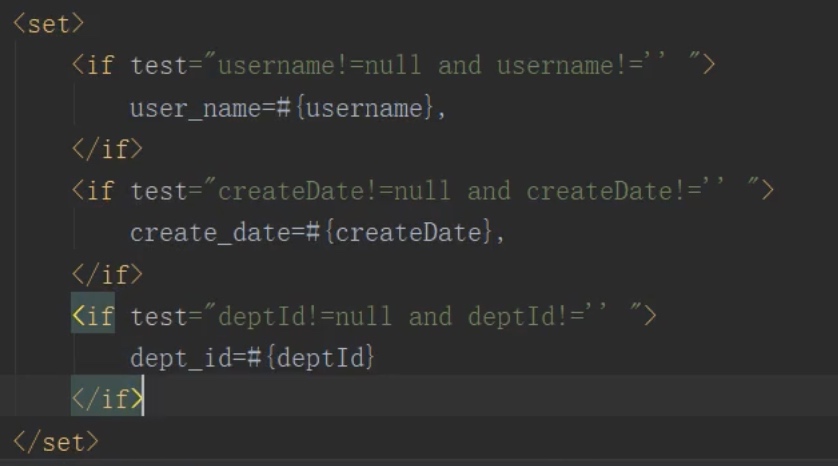 <set>
<if test="username!=null and username!='' ">
user_name=#{username},
</if>
<if test="createDate!=null and createDate!='' ">
create_date=#{createDate},
</if>
<if test="deptId!=null and deptId!='' ">
dept_id=#{deptId}
</if>
</set>